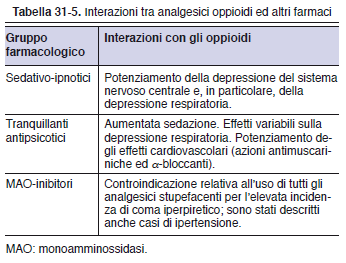 Tabella 31-5. Interazioni tra analgesici oppioidi ed altri farmaci
Gruppo farmacologico
Interazioni con gli oppioidi
Sedativo-ipnotici
Potenziamento della depressione del sistema
nervoso centrale e, in particolare, della
depressione respiratoria.
Tranquillanti
antipsicotici
Aumentata sedazione. Effetti variabili sulla
depressione respiratoria. Potenziamento de-
gli effetti cardiovascolari (azioni antimuscari-
niche ed α-bloccanti).
MAO-inibitori
Controindicazione relativa all'uso di tutti gli
analgesici stupefacenti per l'elevata inciden-
za di coma iperpiretico; sono stati descritti
anche casi di ipertensione.
MAO: monoamminossidasi.